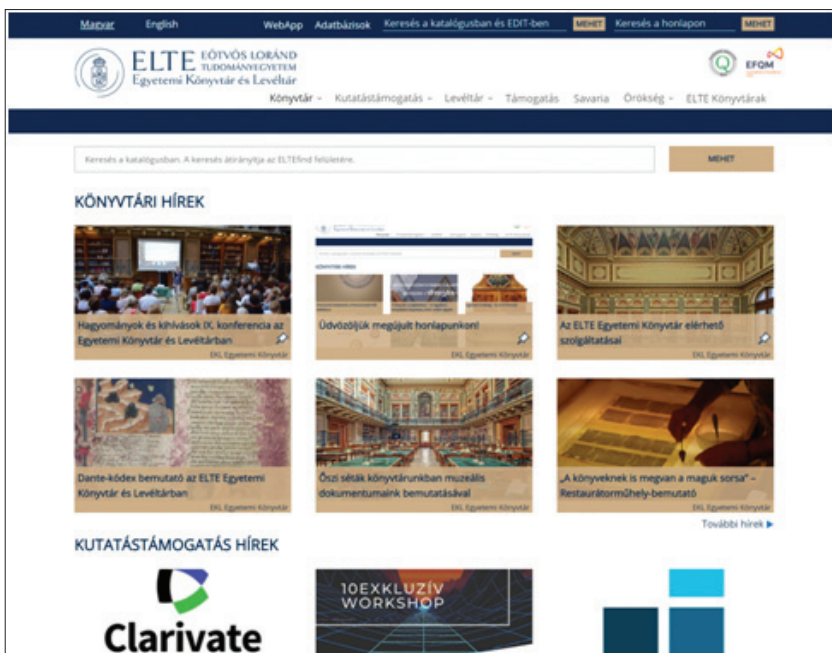 Magyar English WebApp Adatbázisok Keresés a katalógusban és EDIT-ben MEHET Keresés a honlapon MEHET
ELTE EÖTVÖS LORÁND
TUDOMÁNYEGYETEM
Egyetemi Könyvtár és Levéltár
Q EFQM
Könyvtár Kutatástámogatás Levéltár Támogatás Savaria Örökség ELTE Könyvtárak
Keresés a katalógusban. A keresés átirányítja az ELTEfind felületére. MEHET
KÖNYVTÁRI HÍREK
Hagyományok és kihívások IX. konferencia az
Egyetemi Könyvtár és Levéltárban
EKL Egyetemi Könyvtár
Üdvözöljük megújult honlapunkon!
EKL Egyetemi Könyvtár
Az ELTE Egyetemi Könyvtár elérhető
szolgáltatásai
EKL Egyetemi Könyvtár
Dante-kódex bemutató az ELTE Egyetemi
Könyvtár és Levéltárban
EKL Egyetemi Könyvtár
Őszi séták könyvtárunkban muzeális
dokumentumaink bemutatásával
EKL Egyetemi Könyvtár
„A könyveknek is megvan a maguk sorsa” –
Restaurátorműhely-bemutató
EKL Egyetemi Könyvtár
További hírek
KUTATÁSTÁMOGATÁS HÍREK
Clarivate
10EXKLUZÍV
WORKSHOP